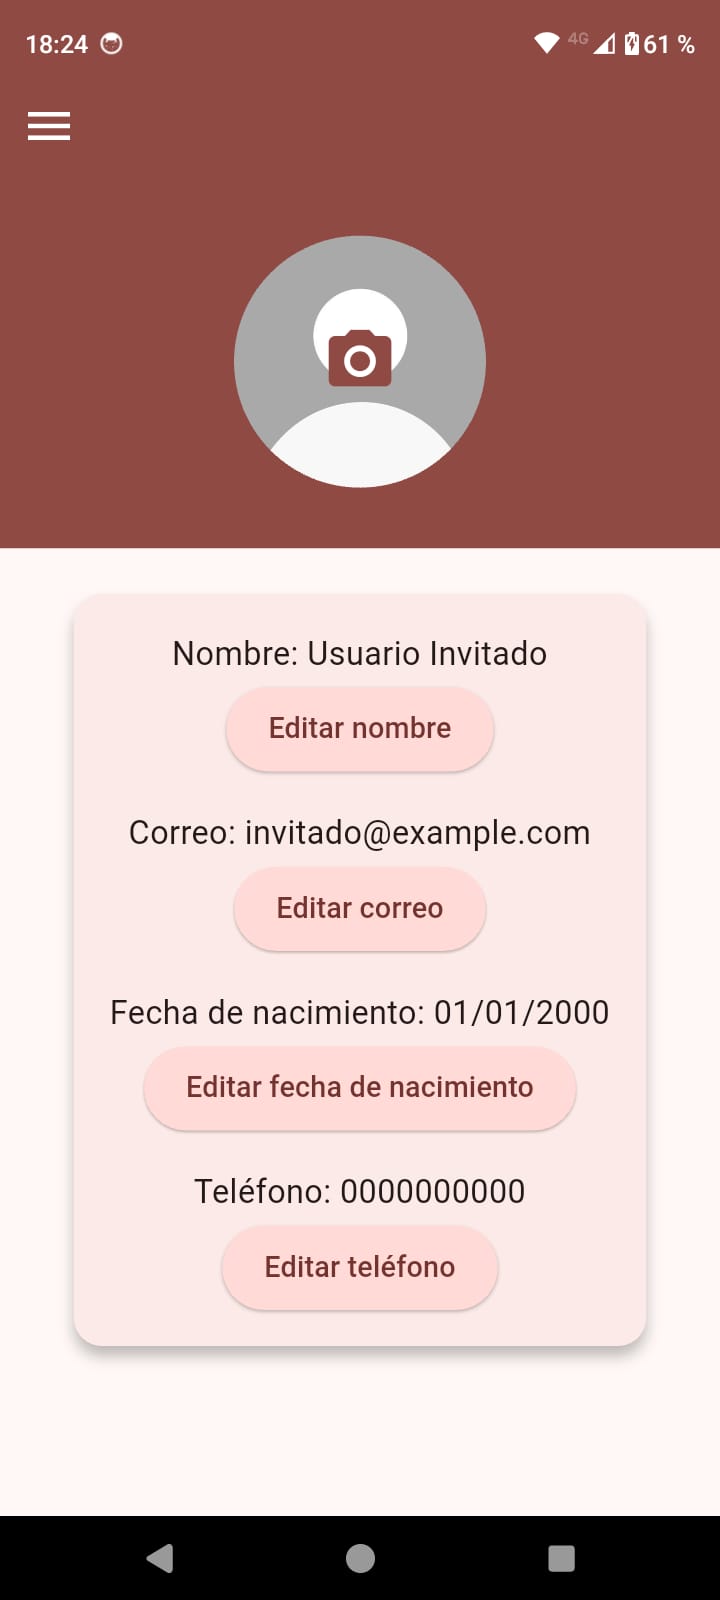 18:24 4G 61 %
Nombre: Usuario Invitado
Editar nombre
Correo: invitado@example.com
Editar correo
Fecha de nacimiento: 01/01/2000
Editar fecha de nacimiento
Teléfono: 0000000000
Editar teléfono